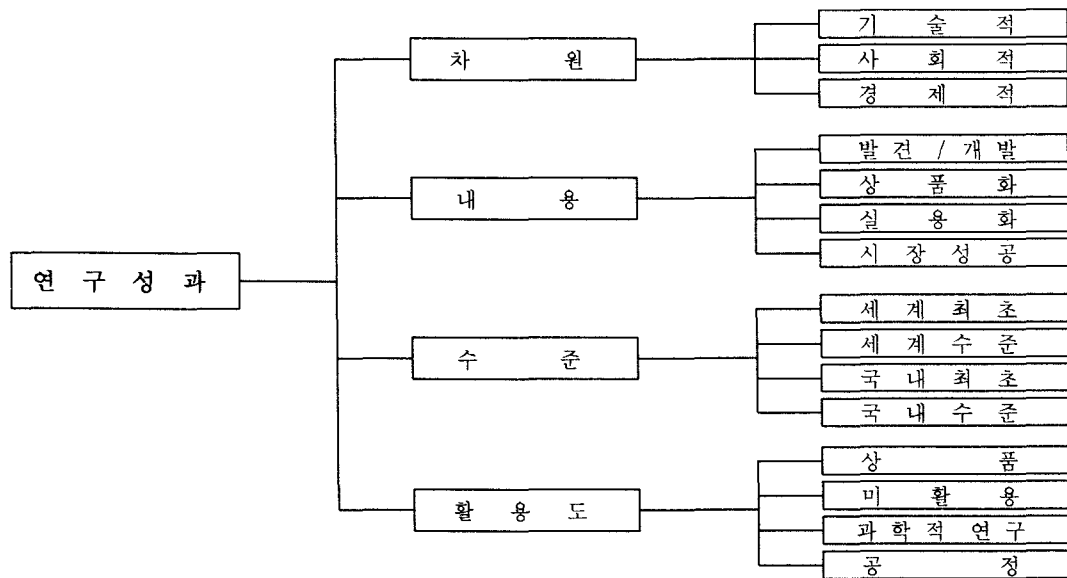 연 구 성 과
차 원
기 술 적
사 회 적
경 제 적
내 용
발 견 / 개 발
상 품 화
실 용 화
시 장 성 공
수 준
세 계 최 초
세 계 수 준
국 내 최 초
국 내 수 준
활 용 도
상 품
미 활 용
과 학 적 연 구
공 정